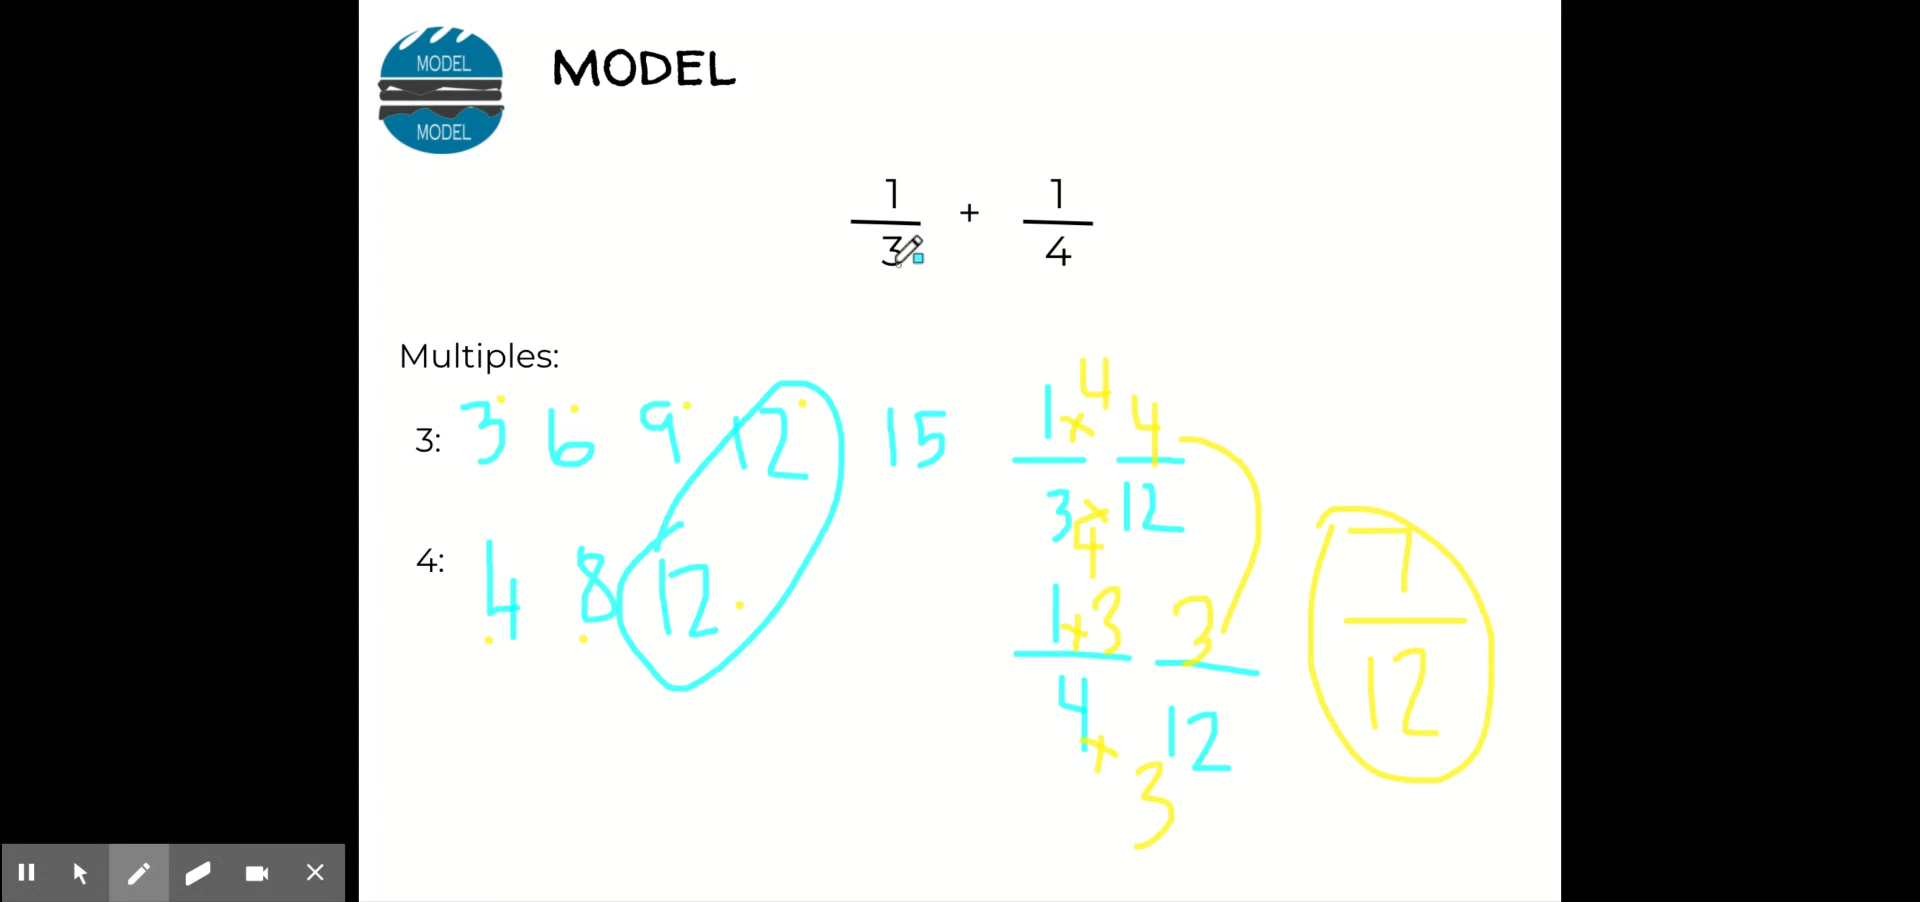 MODEL
MODEL
MODEL
1 + 1
3 4
Multiples:
3: 3 6 9 12 15
4: 4 8 12
1 x 4 4
3 x 4 12
1 x 3 3
4 x 3 12
7
12